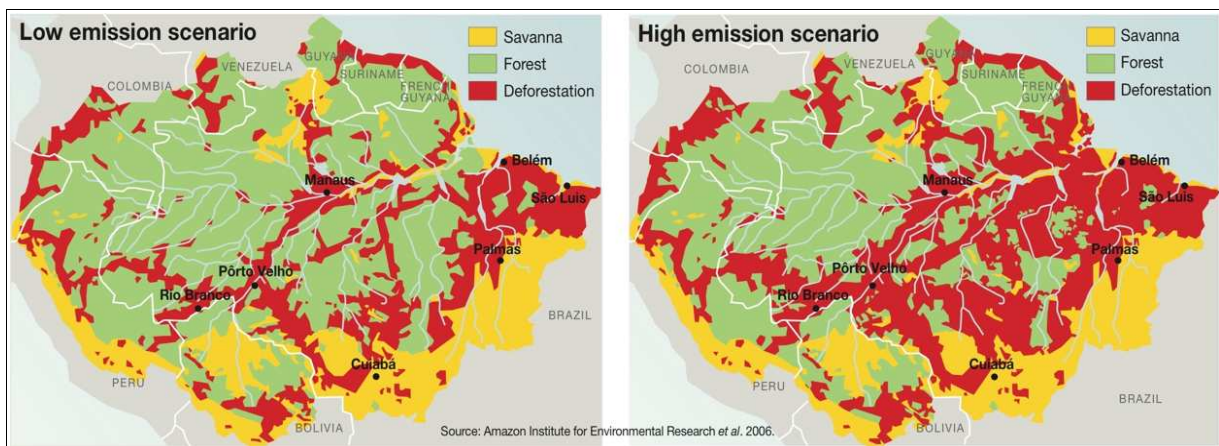 Low emission scenario
Savanna
Forest
Deforestation
COLOMBIA
VENEZUELA
GUYANA
SURINAME
FRENCH
GUYANA
Belém
São Luis
Manaus
Palmas
Pôrto Velho
Rio Branco
BRAZIL
Cuiabá
PERU
BOLIVIA
High emission scenario
Savanna
Forest
Deforestation
COLOMBIA
VENEZUELA
GUYANA
SURINAME
FRENCH
GUYANA
Belém
São Luis
Manaus
Palmas
Pôrto Velho
Rio Branco
Cuiabá
PERU
BRAZIL
BOLIVIA
Source: Amazon Institute for Environmental Research et al. 2006.